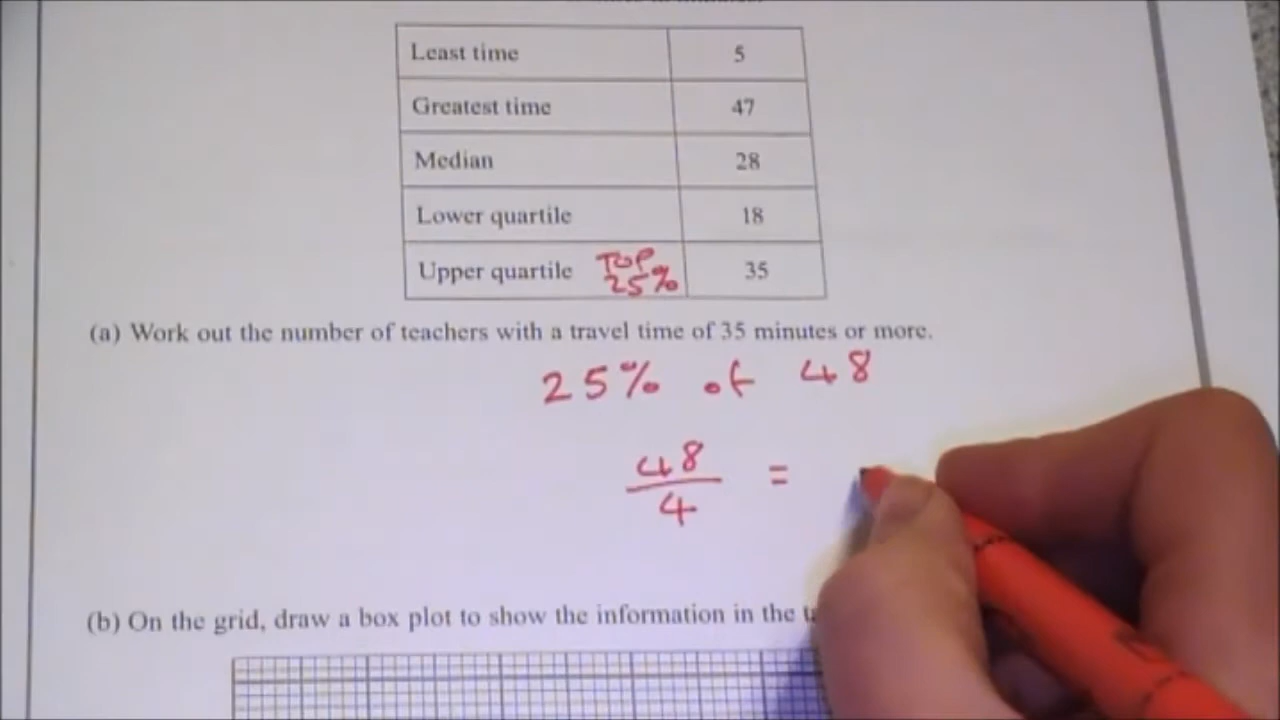 Least time 5
Greatest time 47
Median 28
Lower quartile 18
Upper quartile TOP 25% 35
(a) Work out the number of teachers with a travel time of 35 minutes or more.
25% of 48
48
4
=
(b) On the grid, draw a box plot to show the information in the